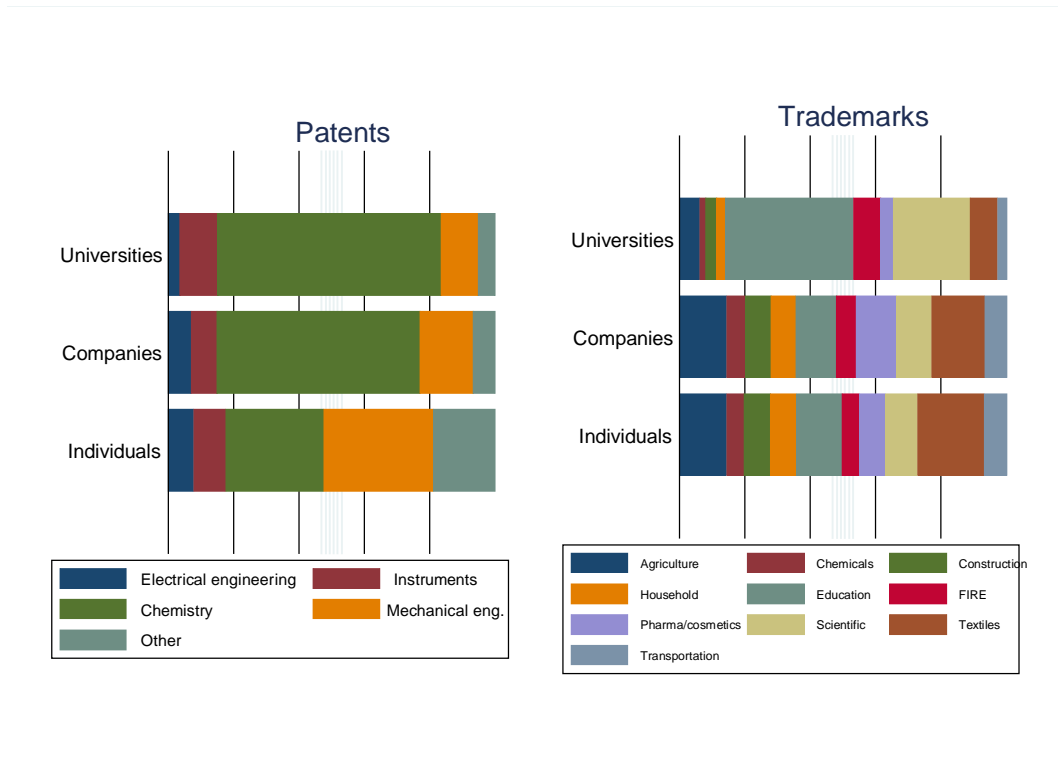 Patents
Universities
Companies
Individuals
Electrical engineering
Instruments
Chemistry
Mechanical eng.
Other
Trademarks
Universities
Companies
Individuals
Agriculture
Chemicals
Construction
Household
Education
FIRE
Pharma/cosmetics
Scientific
Textiles
Transportation